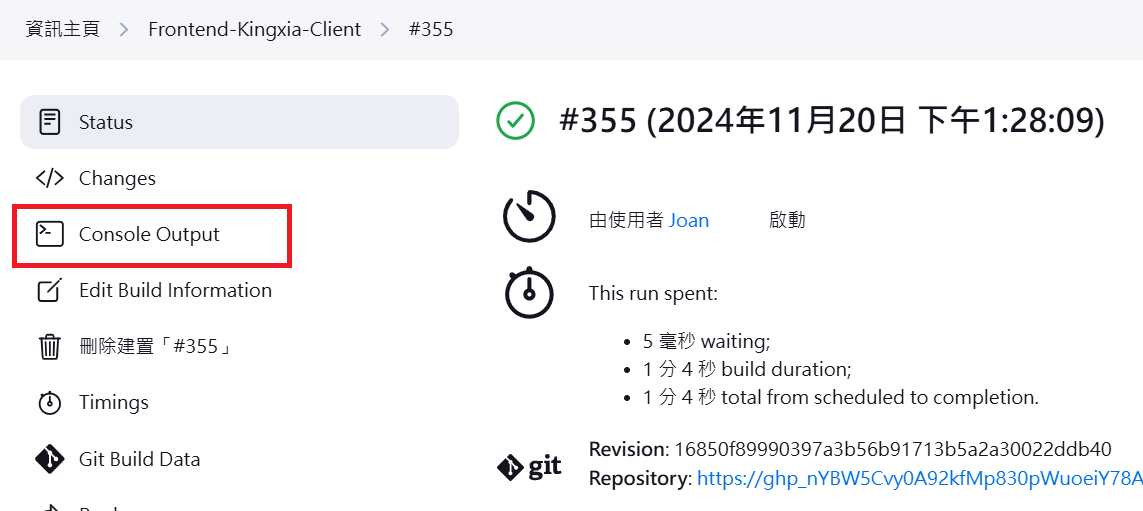 資訊主頁 > Frontend-Kingxia-Client > #355
Status
Changes
Console Output
Edit Build Information
刪除建置「#355」
Timings
Git Build Data
#355 (2024年11月20日 下午1:28:09)
由使用者 Joan 啟動
This run spent:
5 毫秒 waiting;
1 分 4 秒 build duration;
1 分 4 秒 total from scheduled to completion.
git
Revision: 16850f89990397a3b56b91713b5a2a30022ddb40
Repository: https://ghp_nYBW5Cvy0A92kfMp830pWuoeiY78A